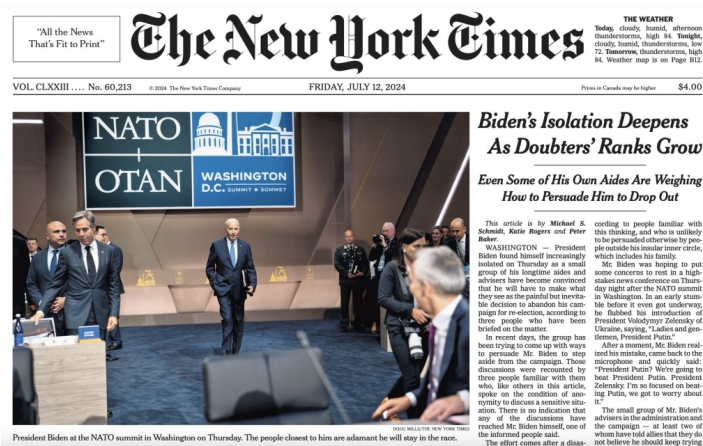 "All the News
That's Fit to Print"
The New York Times
THE WEATHER
Today, cloudy, humid, afternoon
thunderstorms, high 84. Tonight,
cloudy, humid, thunderstorms, low
72. Tomorrow, thunderstorms, high
84. Weather map is on Page B12.
VOL. CLXXIII .... No. 60,213
© 2024 The New York Times Company
FRIDAY, JULY 12, 2024
Prices in Canada may be higher
$4.00
NATO
OTAN
WASHINGTON
D.C. SUMMIT ★ SOMMET
DOUG MILLS/THE NEW YORK TIMES
President Biden at the NATO summit in Washington on Thursday. The people closest to him are adamant he will stay in the race.
Biden's Isolation Deepens
As Doubters' Ranks Grow
Even Some of His Own Aides Are Weighing
How to Persuade Him to Drop Out
This article is by Michael S.
Schmidt, Katie Rogers and Peter
Baker.
WASHINGTON — President
Biden found himself increasingly
isolated on Thursday as a small
group of his longtime aides and
advisers have become convinced
that he will have to make what
they see as the painful but inevita-
ble decision to abandon his cam-
paign for re-election, according to
three people who have been
briefed on the matter.
In recent days, the group has
been trying to come up with ways
to persuade Mr. Biden to step
aside from the campaign. Those
discussions were recounted by
three people familiar with them
who, like others in this article,
spoke on the condition of ano-
nymity to discuss a sensitive situ-
ation. There is no indication that
any of the discussions have
reached Mr. Biden himself, one of
the informed people said.
The effort comes after a disas-
cording to people familiar with
this thinking, and who is unlikely
to be persuaded otherwise by peo-
ple outside his insular inner circle,
which includes his family.
Mr. Biden was hoping to put
some concerns to rest in a high-
stakes news conference on Thurs-
day night after the NATO summit
in Washington. In an early stum-
ble before it even got underway,
he flubbed his introduction of
President Volodymyr Zelensky of
Ukraine, saying, "Ladies and gen-
tlemen, President Putin."
After a moment, Mr. Biden real-
ized his mistake, came back to the
microphone and quickly said:
"President Putin? We're going to
beat President Putin. President
Zelensky. I'm so focused on beat-
ing Putin, we got to worry about
it."
The small group of Mr. Biden's
advisers in the administration and
the campaign — at least two of
whom have told allies that they do
not believe he should keep trying